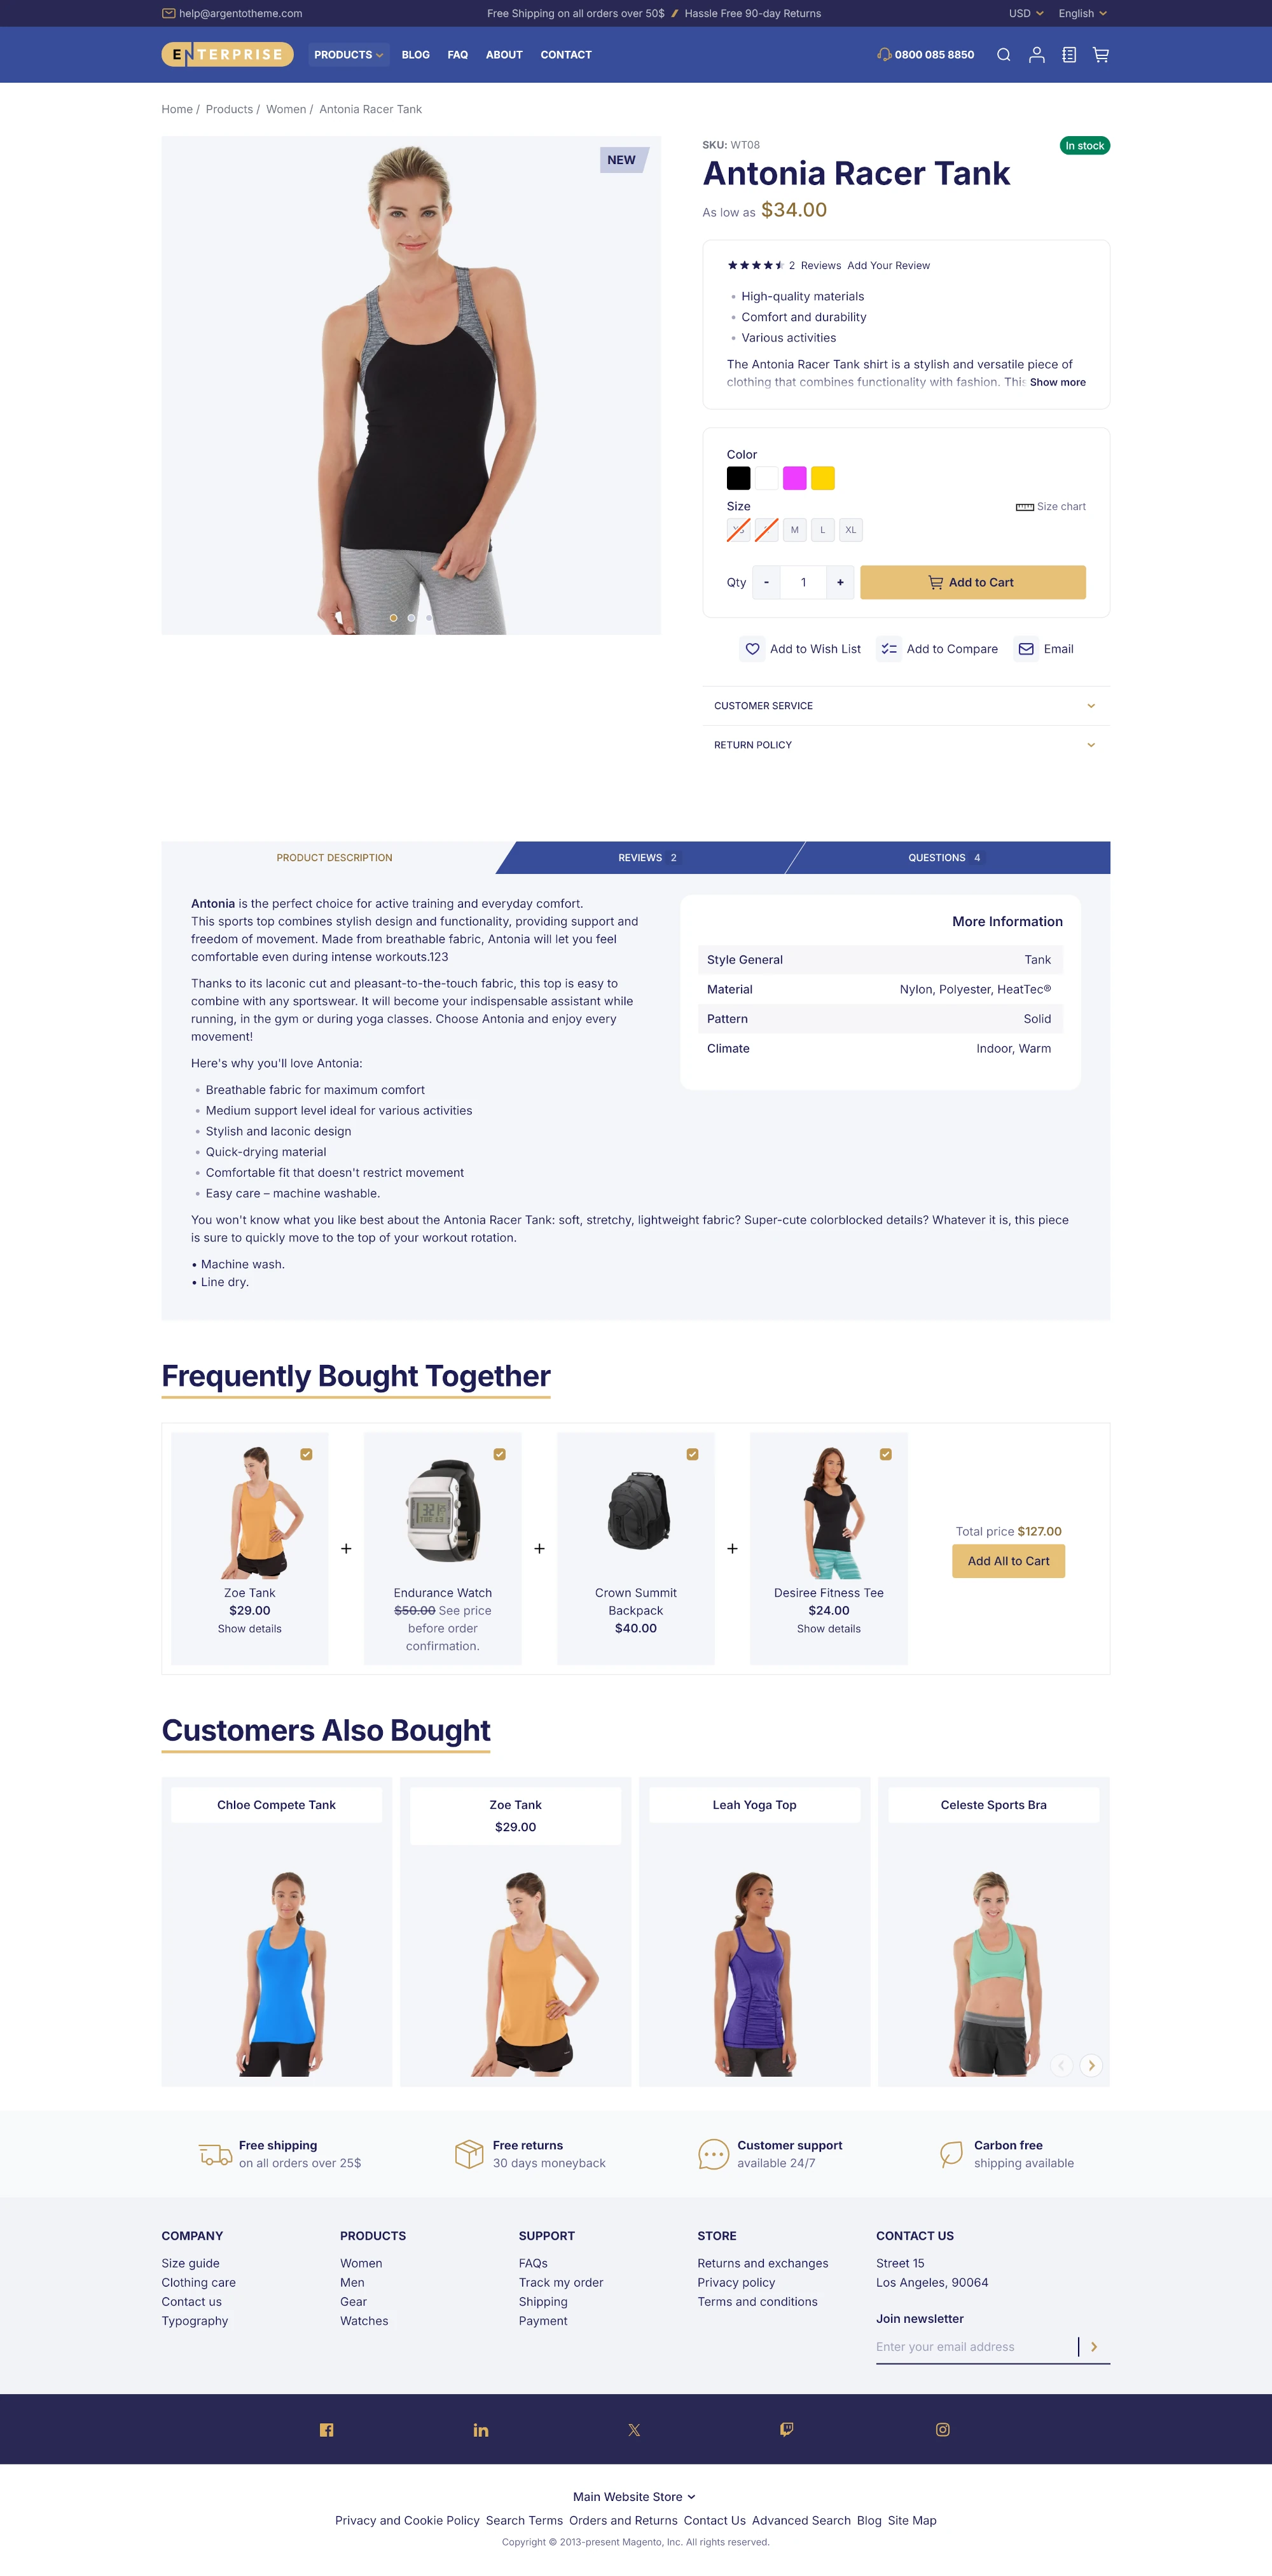 help@argentotheme.com
Free Shipping on all orders over 50$ Hassle Free 90-day Returns
USD English
ENTERPRISE
PRODUCTS BLOG FAQ ABOUT CONTACT
0800 085 8850
Home / Products / Women / Antonia Racer Tank
NEW
SKU: WT08
In stock
Antonia Racer Tank
As low as $34.00
2 Reviews Add Your Review
• High-quality materials
• Comfort and durability
• Various activities
The Antonia Racer Tank shirt is a stylish and versatile piece of
clothing that combines functionality with fashion. This Show more
Color
Size
Size chart
M L XL
Qty - 1 + Add to Cart
Add to Wish List Add to Compare Email
CUSTOMER SERVICE
RETURN POLICY
PRODUCT DESCRIPTION REVIEWS 2 QUESTIONS 4
Antonia is the perfect choice for active training and everyday comfort.
This sports top combines stylish design and functionality, providing support and
freedom of movement. Made from breathable fabric, Antonia will let you feel
comfortable even during intense workouts.123
Thanks to its laconic cut and pleasant-to-the-touch fabric, this top is easy to
combine with any sportswear. It will become your indispensable assistant while
running, in the gym or during yoga classes. Choose Antonia and enjoy every
movement!
Here's why you'll love Antonia:
• Breathable fabric for maximum comfort
• Medium support level ideal for various activities
• Stylish and laconic design
• Quick-drying material
• Comfortable fit that doesn't restrict movement
• Easy care – machine washable.
More Information
Style General Tank
Material Nylon, Polyester, HeatTec®
Pattern Solid
Climate Indoor, Warm
You won't know what you like best about the Antonia Racer Tank: soft, stretchy, lightweight fabric? Super-cute colorblocked details? Whatever it is, this piece
is sure to quickly move to the top of your workout rotation.
• Machine wash.
• Line dry.
Frequently Bought Together
Zoe Tank
$29.00
Show details
+
Endurance Watch
$50.00 See price
before order
confirmation.
+
Crown Summit
Backpack
$40.00
+
Desiree Fitness Tee
$24.00
Show details
Total price $127.00
Add All to Cart
Customers Also Bought
Chloe Compete Tank
Zoe Tank
$29.00
Leah Yoga Top
Celeste Sports Bra
Free shipping
on all orders over 25$
Free returns
30 days moneyback
Customer support
available 24/7
Carbon free
shipping available
COMPANY
Size guide
Clothing care
Contact us
Typography
PRODUCTS
Women
Men
Gear
Watches
SUPPORT
FAQs
Track my order
Shipping
Payment
STORE
Returns and exchanges
Privacy policy
Terms and conditions
CONTACT US
Street 15
Los Angeles, 90064
Join newsletter
Enter your email address
Main Website Store
Privacy and Cookie Policy Search Terms Orders and Returns Contact Us Advanced Search Blog Site Map
Copyright © 2013-present Magento, Inc. All rights reserved.